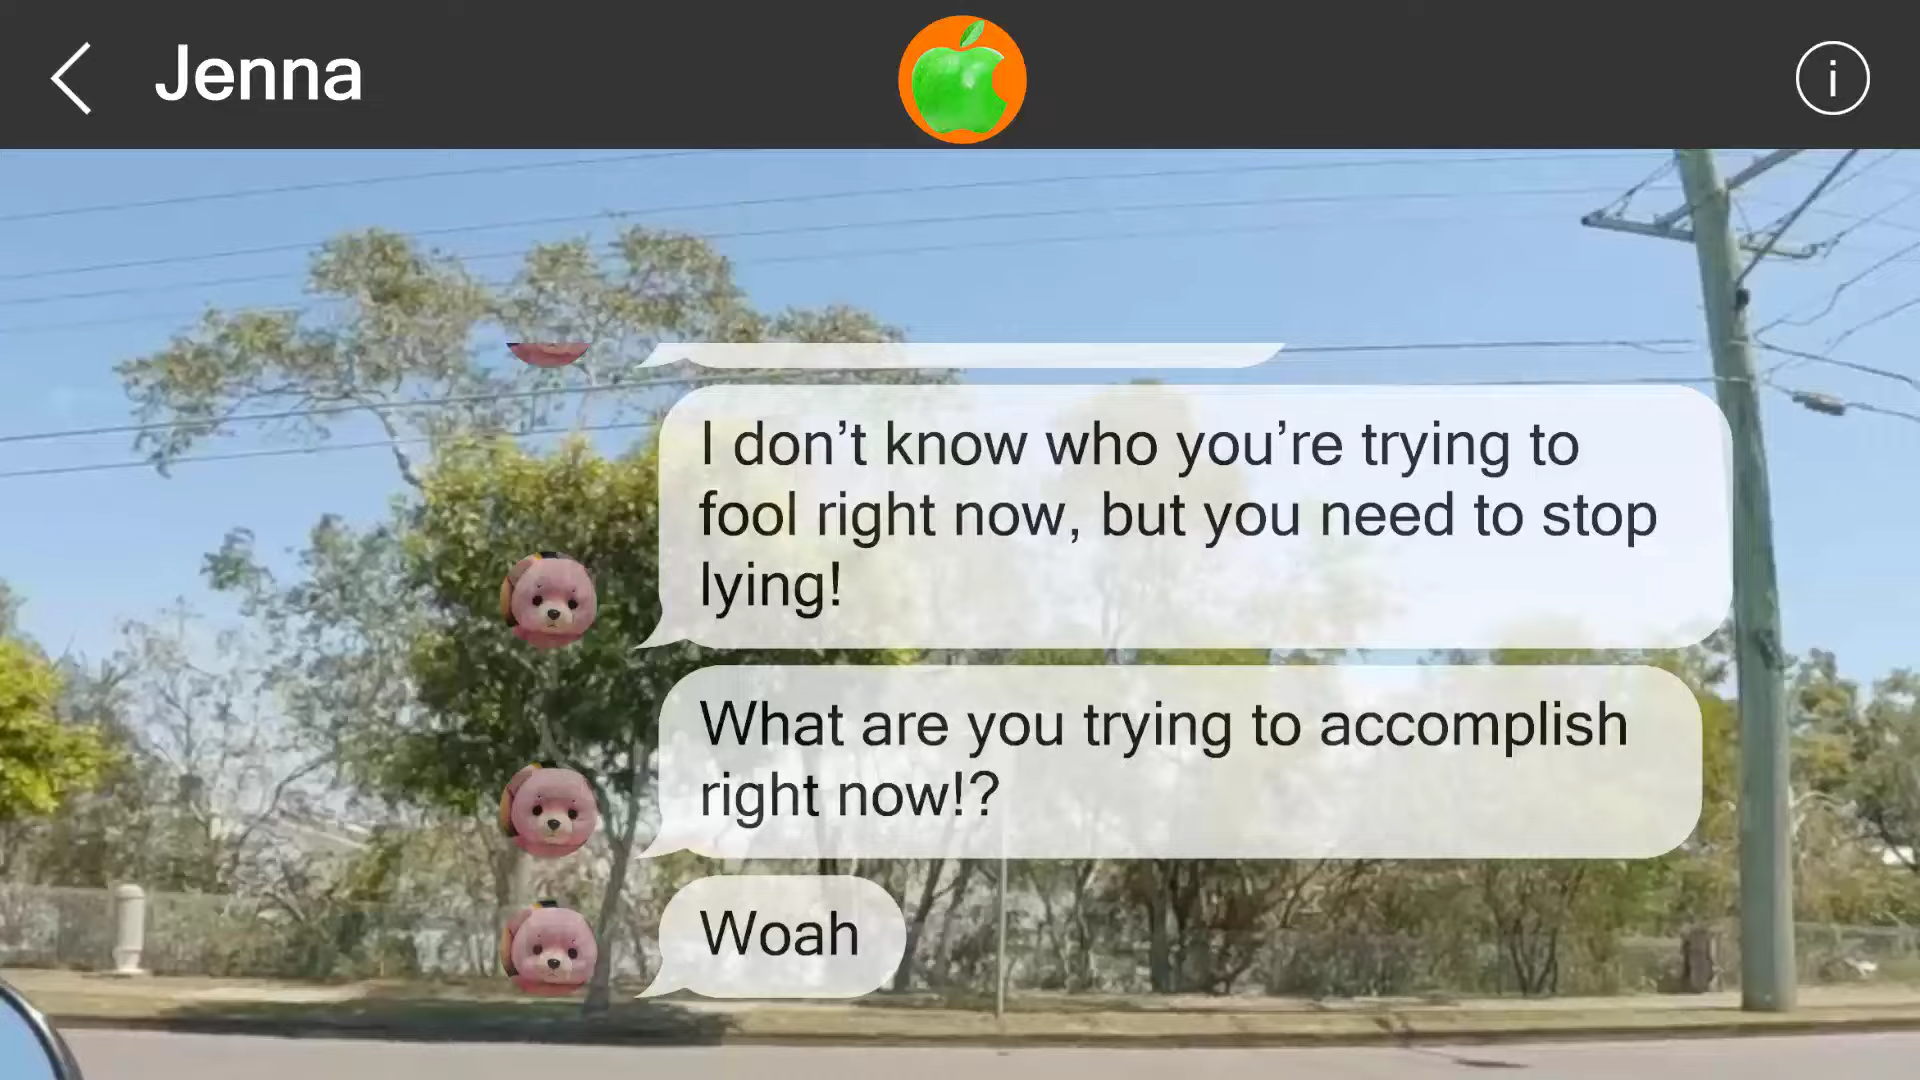 Jenna
I don’t know who you’re trying to
fool right now, but you need to stop
lying!
What are you trying to accomplish
right now!?
Woah